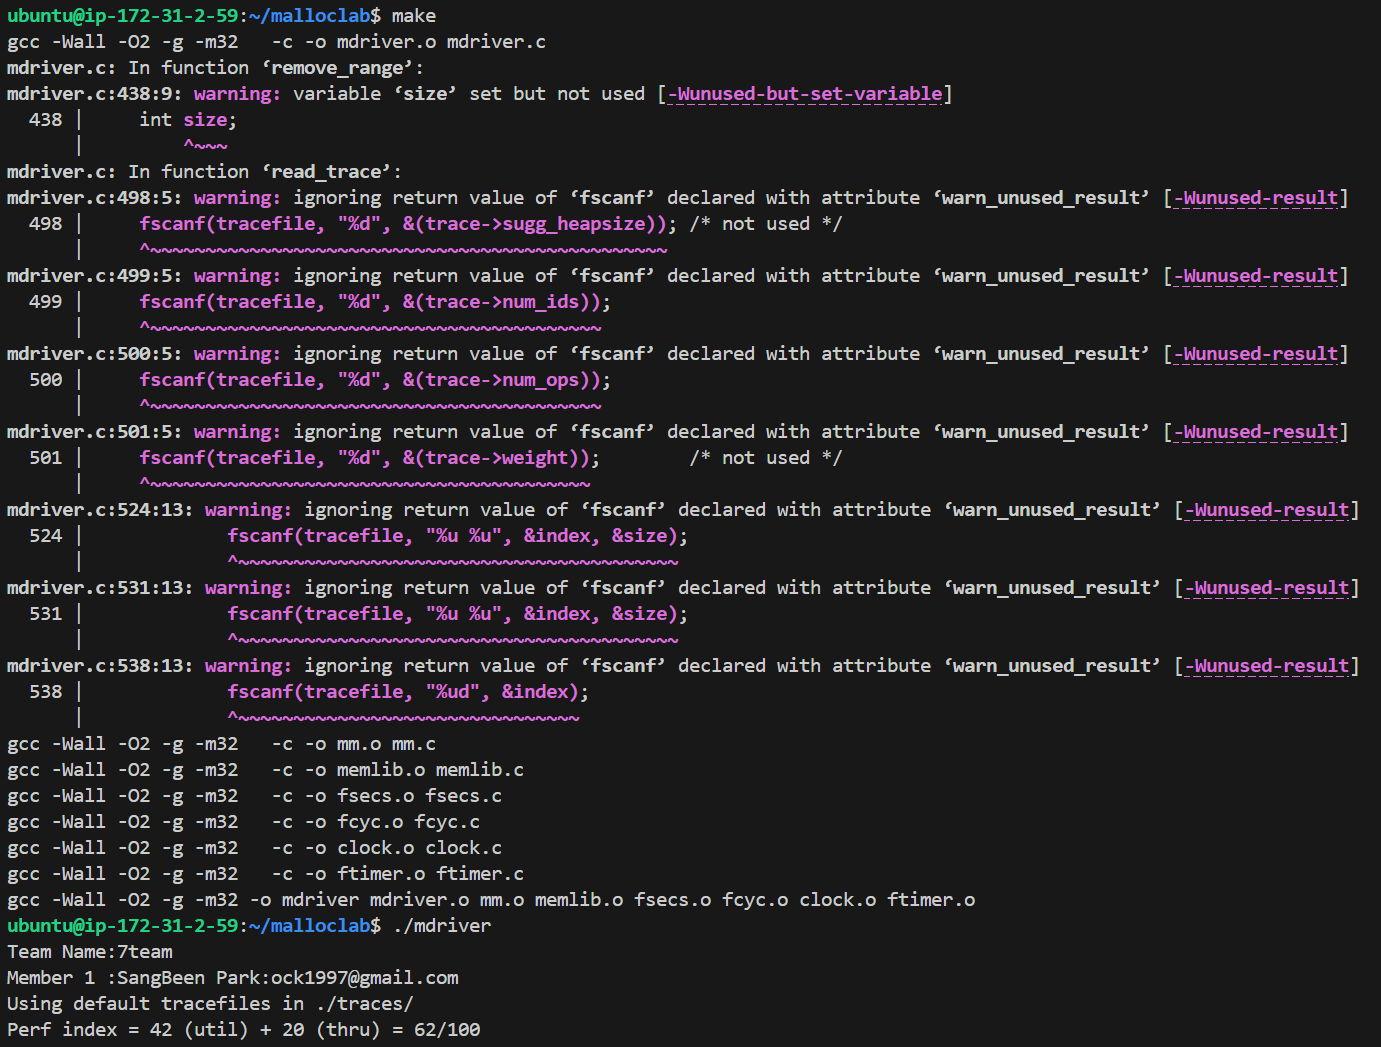 ubuntu@ip-172-31-2-59:~/malloclab$ make
gcc -Wall -O2 -g -m32   -c -o mdriver.o mdriver.c
mdriver.c: In function ‘remove_range’:
mdriver.c:438:9: warning: variable ‘size’ set but not used [-Wunused-but-set-variable]
  438 |     int size;
      |         ^~~~
mdriver.c: In function ‘read_trace’:
mdriver.c:498:5: warning: ignoring return value of ‘fscanf’ declared with attribute ‘warn_unused_result’ [-Wunused-result]
  498 |     fscanf(tracefile, "%d", &(trace->sugg_heapsize)); /* not used */
      |     ^~~~~~~~~~~~~~~~~~~~~~~~~~~~~~~~~~~~~~~~~~~~~~~~
mdriver.c:499:5: warning: ignoring return value of ‘fscanf’ declared with attribute ‘warn_unused_result’ [-Wunused-result]
  499 |     fscanf(tracefile, "%d", &(trace->num_ids));
      |     ^~~~~~~~~~~~~~~~~~~~~~~~~~~~~~~~~~~~~~~~~~
mdriver.c:500:5: warning: ignoring return value of ‘fscanf’ declared with attribute ‘warn_unused_result’ [-Wunused-result]
  500 |     fscanf(tracefile, "%d", &(trace->num_ops));
      |     ^~~~~~~~~~~~~~~~~~~~~~~~~~~~~~~~~~~~~~~~~~
mdriver.c:501:5: warning: ignoring return value of ‘fscanf’ declared with attribute ‘warn_unused_result’ [-Wunused-result]
  501 |     fscanf(tracefile, "%d", &(trace->weight));        /* not used */
      |     ^~~~~~~~~~~~~~~~~~~~~~~~~~~~~~~~~~~~~~~~~
mdriver.c:524:13: warning: ignoring return value of ‘fscanf’ declared with attribute ‘warn_unused_result’ [-Wunused-result]
  524 |             fscanf(tracefile, "%u %u", &index, &size);
      |             ^~~~~~~~~~~~~~~~~~~~~~~~~~~~~~~~~~~~~~~~~
mdriver.c:531:13: warning: ignoring return value of ‘fscanf’ declared with attribute ‘warn_unused_result’ [-Wunused-result]
  531 |             fscanf(tracefile, "%u %u", &index, &size);
      |             ^~~~~~~~~~~~~~~~~~~~~~~~~~~~~~~~~~~~~~~~~
mdriver.c:538:13: warning: ignoring return value of ‘fscanf’ declared with attribute ‘warn_unused_result’ [-Wunused-result]
  538 |             fscanf(tracefile, "%ud", &index);
      |             ^~~~~~~~~~~~~~~~~~~~~~~~~~~~~~~~
gcc -Wall -O2 -g -m32   -c -o mm.o mm.c
gcc -Wall -O2 -g -m32   -c -o memlib.o memlib.c
gcc -Wall -O2 -g -m32   -c -o fsecs.o fsecs.c
gcc -Wall -O2 -g -m32   -c -o fcyc.o fcyc.c
gcc -Wall -O2 -g -m32   -c -o clock.o clock.c
gcc -Wall -O2 -g -m32   -c -o ftimer.o ftimer.c
gcc -Wall -O2 -g -m32 -o mdriver mdriver.o mm.o memlib.o fsecs.o fcyc.o clock.o ftimer.o
ubuntu@ip-172-31-2-59:~/malloclab$ ./mdriver
Team Name:7team
Member 1 :SangBeen Park:ock1997@gmail.com
Using default tracefiles in ./traces/
Perf index = 42 (util) + 20 (thru) = 62/100